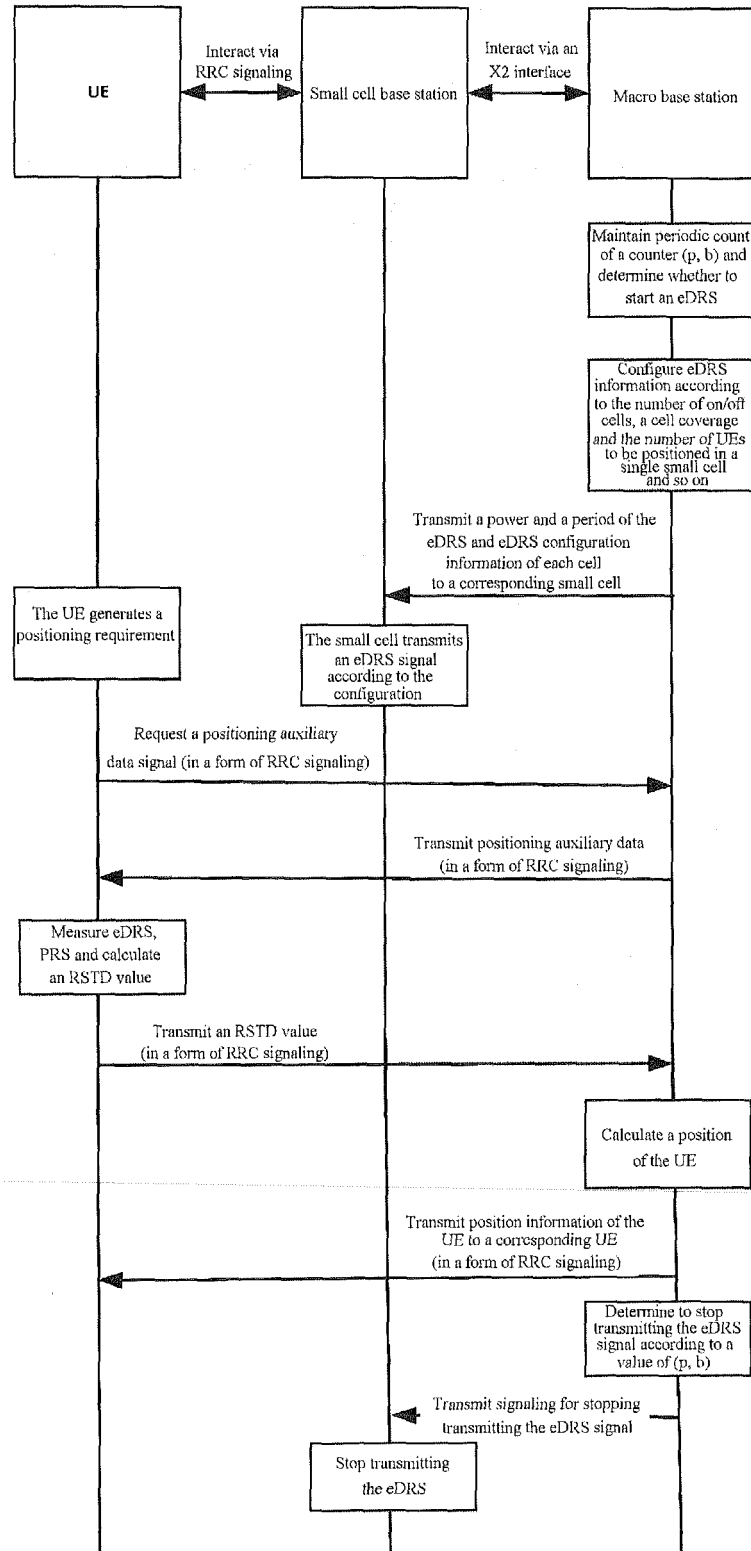 Interact via
RRC signaling
Interact via an
X2 interface
UE
Small cell base station
Macro base station
Maintain periodic count
of a counter (p, b) and
determine whether to
start an eDRS
Configure eDRS
information according
to the number of on/off
cells, a cell coverage
and the number of UEs
to be positioned in a
single small cell
and so on
Transmit a power and a period of the
eDRS and eDRS configuration
information of each cell
to a corresponding small cell
The UE generates a
positioning requirement
The small cell transmits
an eDRS signal
according to the
configuration
Request a positioning auxiliary
data signal (in a form of RRC signaling)
Transmit positioning auxiliary data
(in a form of RRC signaling)
Measure eDRS,
PRS and calculate
an RSTD value
Transmit an RSTD value
(in a form of RRC signaling)
Calculate a position
of the UE
Transmit position information of the
UE to a corresponding UE
(in a form of RRC signaling)
Determine to stop
transmitting the eDRS
signal according to a
value of (p, b)
Transmit signaling for stopping
transmitting the eDRS signal
Stop transmitting
the eDRS